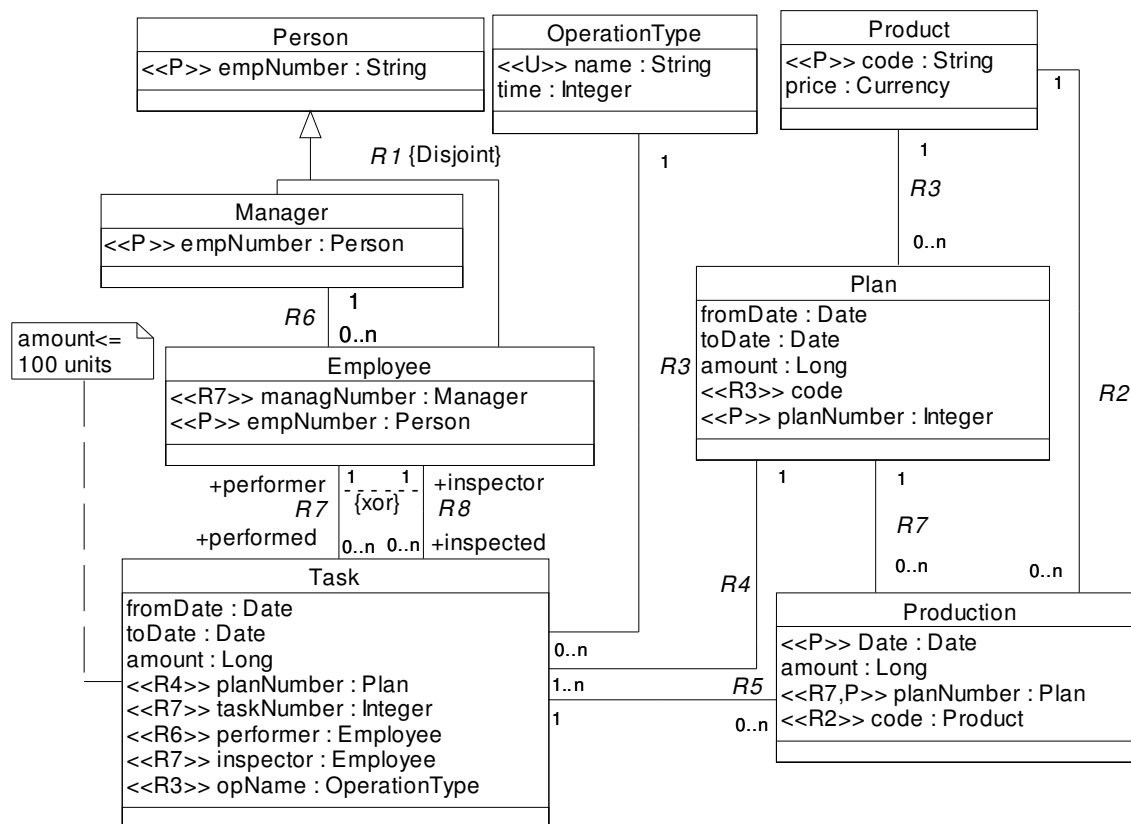 Person
<<P>> empNumber : String
OperationType
<<U>> name : String
time : Integer
Product
<<P>> code : String
price : Currency
1
R1 {Disjoint}
1
1
R3
0..n
Manager
<<P>> empNumber : Person
R6
1
0..n
amount<=
100 units
Employee
<<R7>> managNumber : Manager
<<P>> empNumber : Person
R3
Plan
fromDate : Date
toDate : Date
amount : Long
<<R3>> code
<<P>> planNumber : Integer
R2
+performer
1
1
+inspector
R7
{xor}
R8
+performed
0..n
0..n
+inspected
1
1
R7
0..n
0..n
R4
Task
fromDate : Date
toDate : Date
amount : Long
<<R4>> planNumber : Plan
<<R7>> taskNumber : Integer
<<R6>> performer : Employee
<<R7>> inspector : Employee
<<R3>> opName : OperationType
0..n
1..n
R5
1
0..n
Production
<<P>> Date : Date
amount : Long
<<R7,P>> planNumber : Plan
<<R2>> code : Product